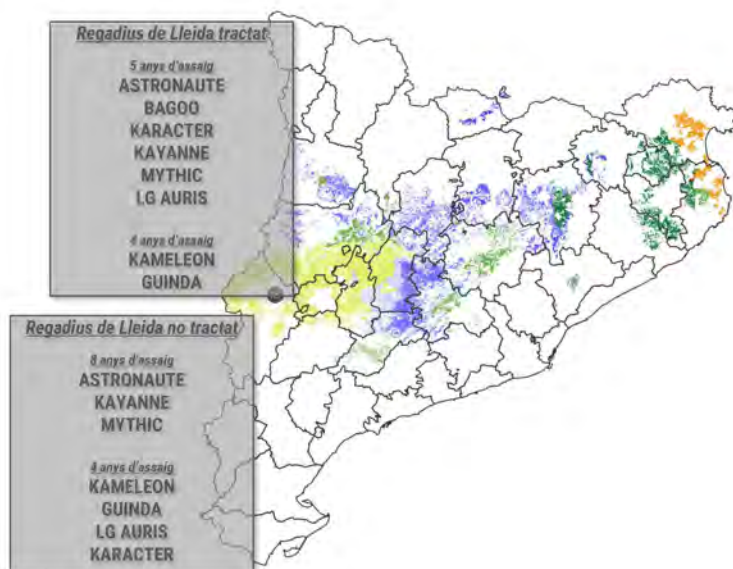 Regadius de Lleida tractat
5 anys d'assaig
ASTRONAUTE
BAGOO
KARACTER
KAYANNE
MYTHIC
LG AURIS
4 anys d'assaig
KAMELEON
GUINDA
Regadius de Lleida no tractat
8 anys d'assaig
ASTRONAUTE
KAYANNE
MYTHIC
4 anys d'assaig
KAMELEON
GUINDA
LG AURIS
KARACTER